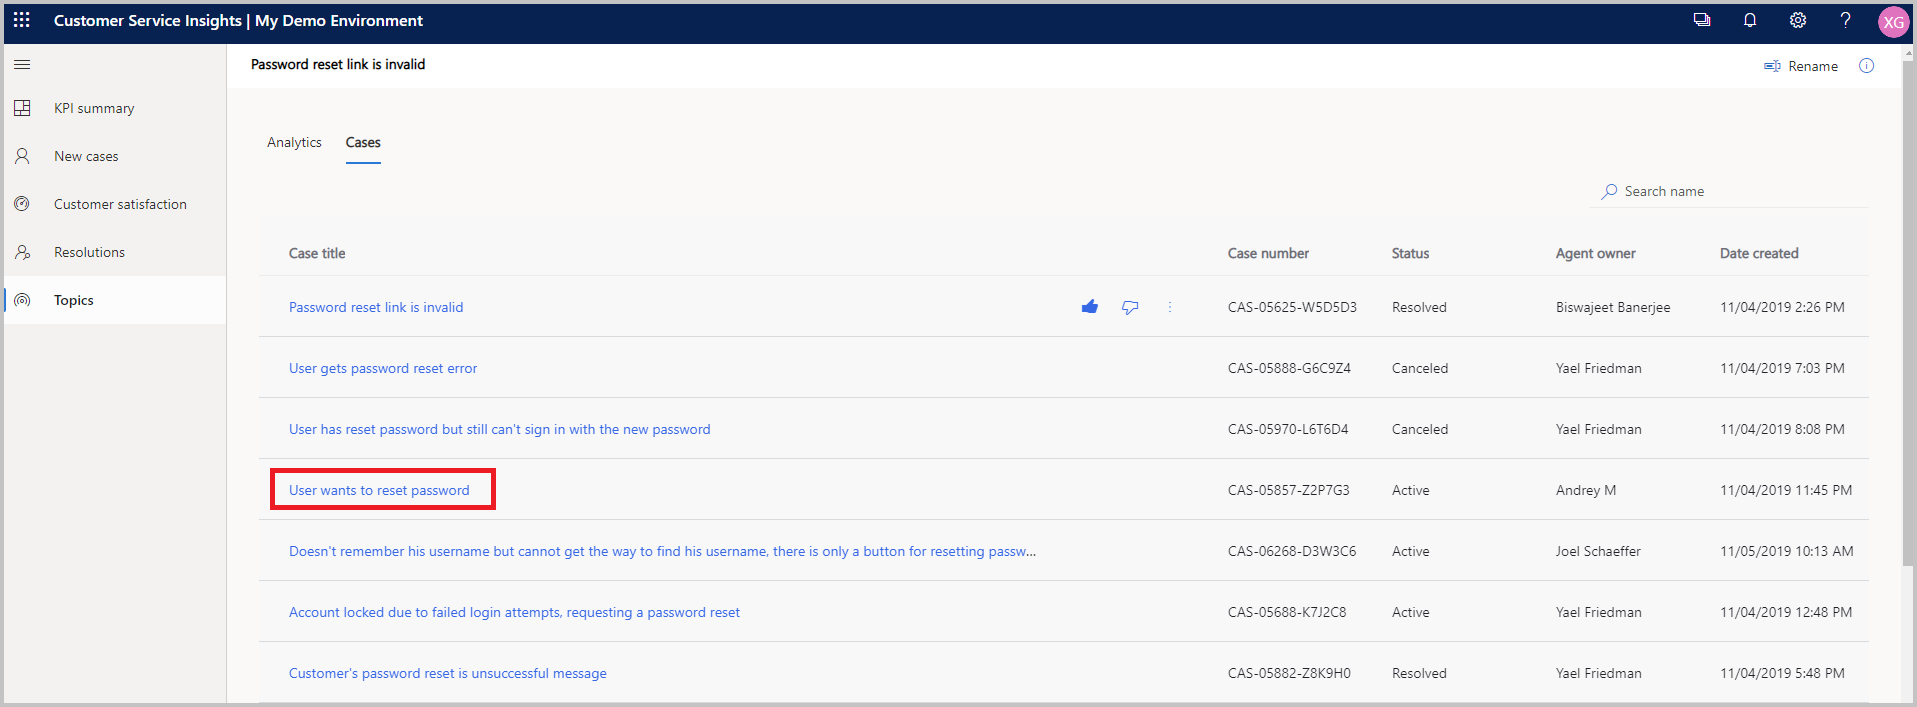 Customer Service Insights | My Demo Environment
?
XG
Password reset link is invalid
Rename
KPI summary
New cases
Customer satisfaction
Resolutions
Topics
Analytics Cases
Search name
Case title Case number Status Agent owner Date created
Password reset link is invalid CAS-05625-W5D5D3 Resolved Biswajeet Banerjee 11/04/2019 2:26 PM
User gets password reset error CAS-05888-G6C9Z4 Canceled Yael Friedman 11/04/2019 7:03 PM
User has reset password but still can't sign in with the new password CAS-05970-L6T6D4 Canceled Yael Friedman 11/04/2019 8:08 PM
User wants to reset password CAS-05857-Z2P7G3 Active Andrey M 11/04/2019 11:45 PM
Doesn't remember his username but cannot get the way to find his username, there is only a button for resetting passw... CAS-06268-D3W3C6 Active Joel Schaeffer 11/05/2019 10:13 AM
Account locked due to failed login attempts, requesting a password reset CAS-05688-K7J2C8 Active Yael Friedman 11/04/2019 12:48 PM
Customer's password reset is unsuccessful message CAS-05882-Z8K9H0 Resolved Yael Friedman 11/04/2019 5:48 PM